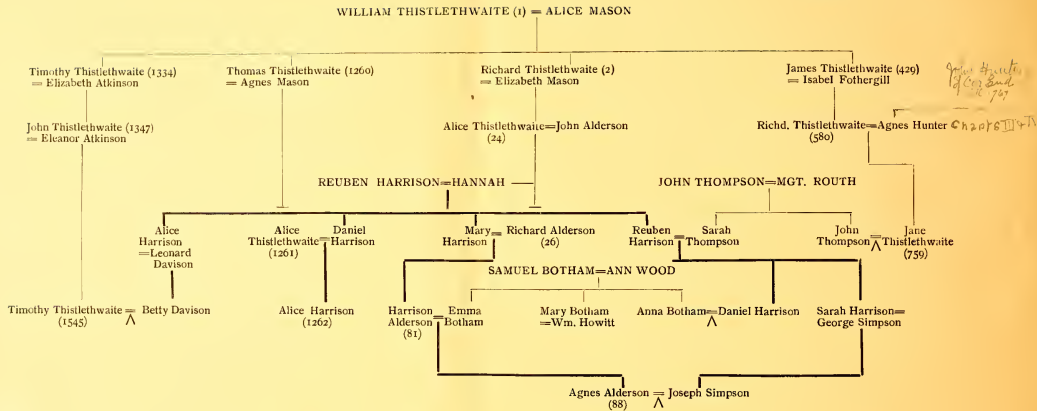 WILLIAM THISTLETHWAITE (1) = ALICE MASON
Timothy Thistlethwaite (1334)
= Elizabeth Atkinson
Thomas Thistlethwaite (1260)
= Agnes Mason
Richard Thistlethwaite (2)
= Elizabeth Mason
James Thistlethwaite (429)
= Isabel Fothergill
John Hunter
of
End
John Thistlethwaite (1347)
= Eleanor Atkinson
Alice Thistlethwaite = John Alderson
(24)
Richd. Thistlethwaite = Agnes Hunter
(580)
REUBEN HARRISON = HANNAH
JOHN THOMPSON = MGT. ROUTH
Alice
Harrison
= Leonard
Davison
Alice
Thistlethwaite =
(1261)
Daniel
Harrison
Mary =
Harrison
Richard Alderson
(26)
Reuben
Harrison =
Sarah
Thompson
John
Thompson =
Jane
Thistlethwaite
(759)
SAMUEL BOTHAM = ANN WOOD
Timothy Thistlethwaite = Betty Davison
(1545)
Alice Harrison
(1262)
Harrison
Alderson =
(81)
Emma
Botham
Mary Botham
= Wm. Howitt
Anna Botham = Daniel Harrison
Sarah Harrison =
George Simpson
Agnes Alderson = Joseph Simpson
(88)